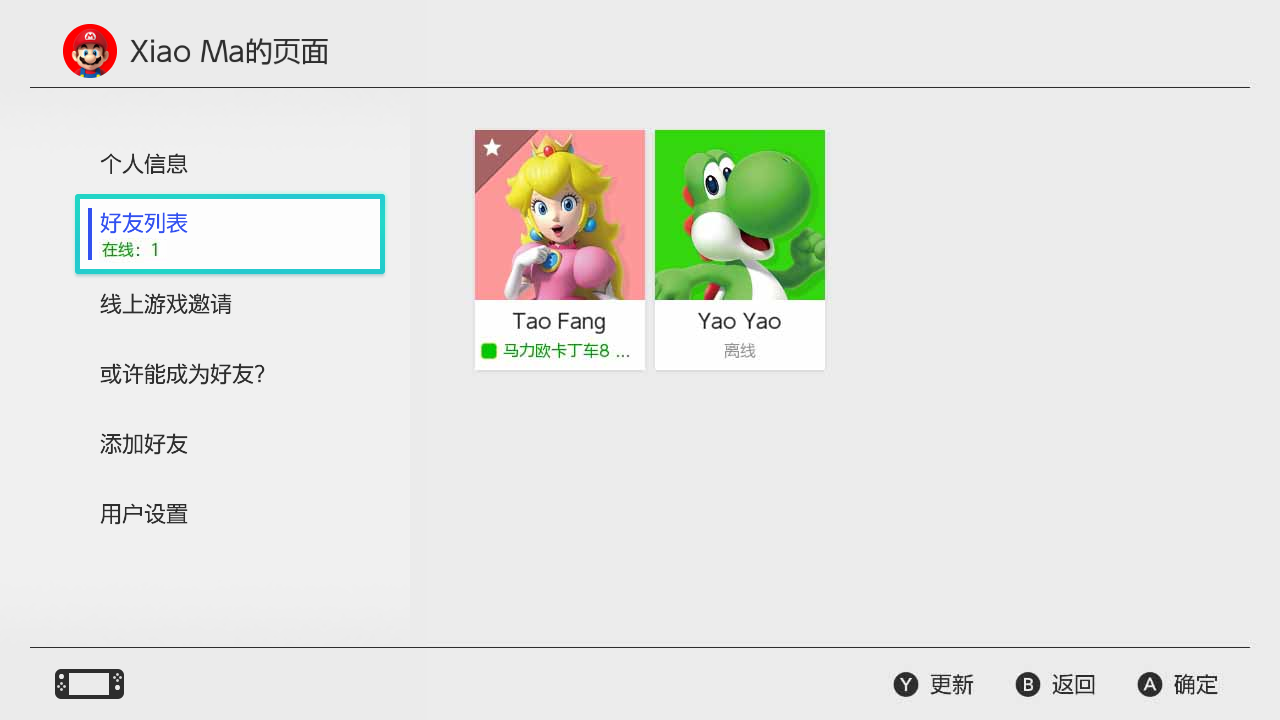 Xiao Ma的页面
个人信息
好友列表
在线：1
线上游戏邀请
或许能成为好友？
添加好友
用户设置
Tao Fang
马力欧卡丁车8 ...
Yao Yao
离线
Y 更新
B 返回
A 确定